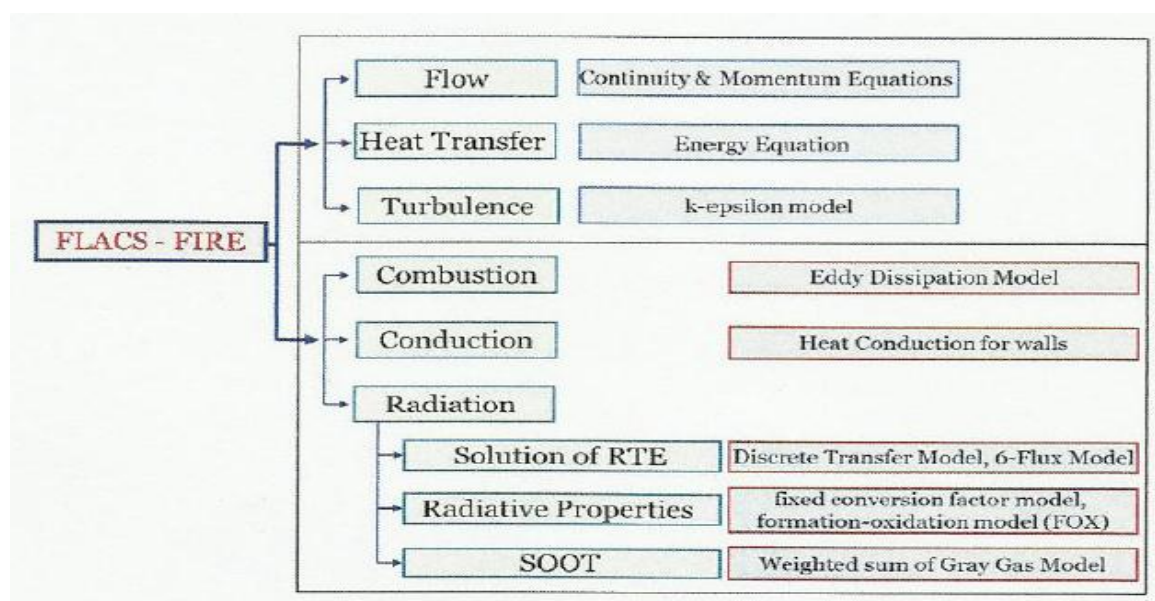 Flow
Continuity & Momentum Equations
Heat Transfer
Energy Equation
Turbulence
k-epsilon model
FLACS - FIRE
Combustion
Eddy Dissipation Model
Conduction
Heat Conduction for walls
Radiation
Solution of RTE
Discrete Transfer Model, 6-Flux Model
Radiative Properties
fixed conversion factor model,
formation-oxidation model (FOX)
SOOT
Weighted sum of Gray Gas Model